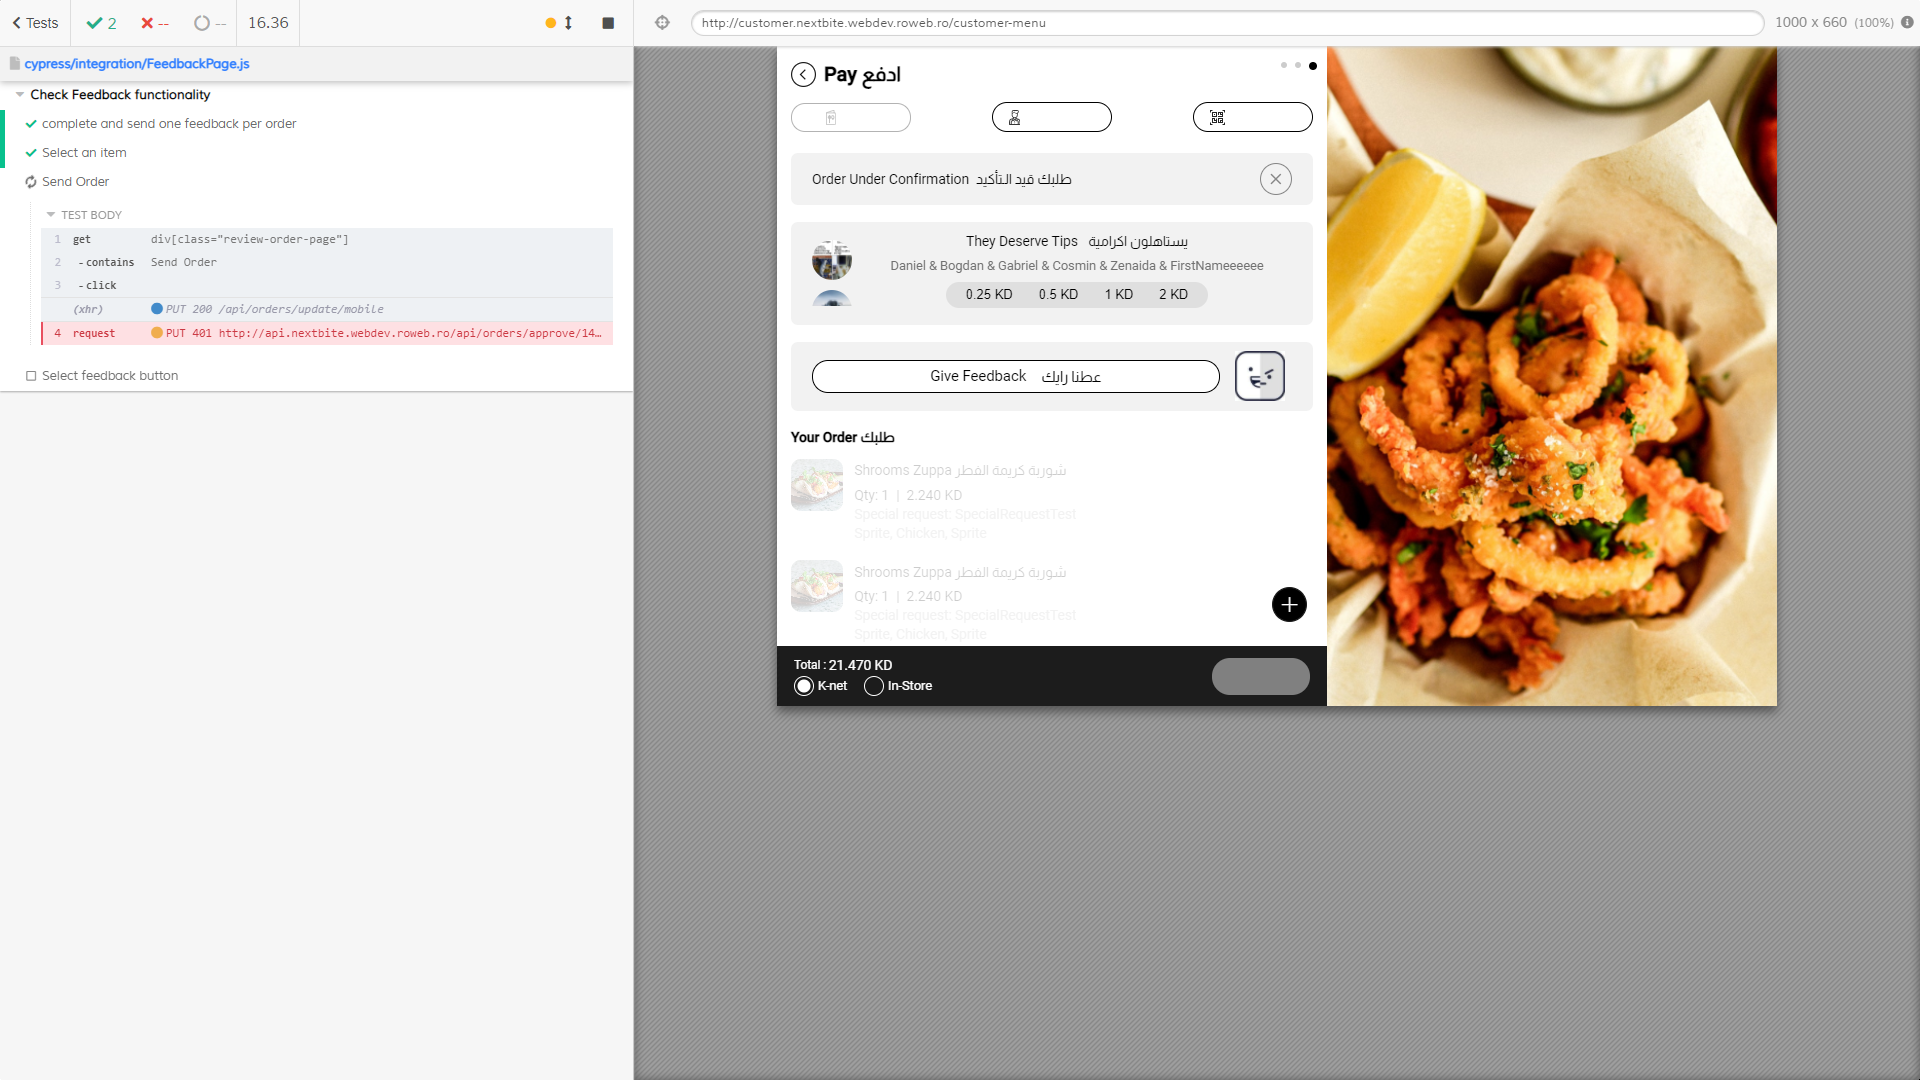 Tests
2
--
--
16.36
http://customer.nextbite.webdev.roweb.ro/customer-menu
1000 x 660 (100%)
cypress/integration/FeedbackPage.js
Check Feedback functionality
complete and send one feedback per order
Select an item
Send Order
TEST BODY
1 get div[class="review-order-page"]
2 -contains Send Order
3 -click
(xhr) PUT 200 /api/orders/update/mobile
4 request PUT 401 http://api.nextbite.webdev.roweb.ro/api/orders/approve/14…
Select feedback button
Pay ادفع
Order Under Confirmation طلبك قيد التأكيد
They Deserve Tips يستاهلون اكرامية
Daniel & Bogdan & Gabriel & Cosmin & Zenaida & FirstNameeeeee
0.25 KD 0.5 KD 1 KD 2 KD
Give Feedback عطنا رايك
Your Order طلبك
Shrooms Zuppa شوربة كريمة الفطر
Qty: 1 | 2.240 KD
Special request: SpecialRequestTest
Sprite, Chicken, Sprite
Shrooms Zuppa شوربة كريمة الفطر
Qty: 1 | 2.240 KD
Special request: SpecialRequestTest
Sprite, Chicken, Sprite
Total : 21.470 KD
K-net In-Store